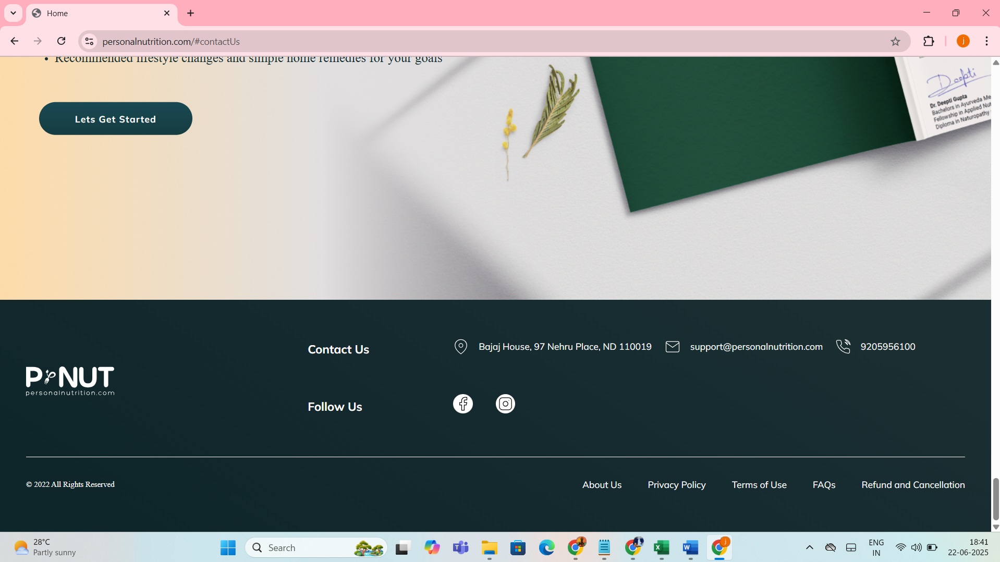 Home
personalnutrition.com/#contactUs
j
• Recommended lifestyle changes and simple home remedies for your goals
Lets Get Started
Deepti
Dr. Deepti Gupta
Bachelors in Ayurveda Me
Fellowship in Applied Nut
Diploma in Naturopathy
Contact Us
Bajaj House, 97 Nehru Place, ND 110019
support@personalnutrition.com
9205956100
P NUT
personalnutrition.com
Follow Us
© 2022 All Rights Reserved
About Us
Privacy Policy
Terms of Use
FAQs
Refund and Cancellation
28°C
Partly sunny
Search
ENG
IN
18:41
22-06-2025